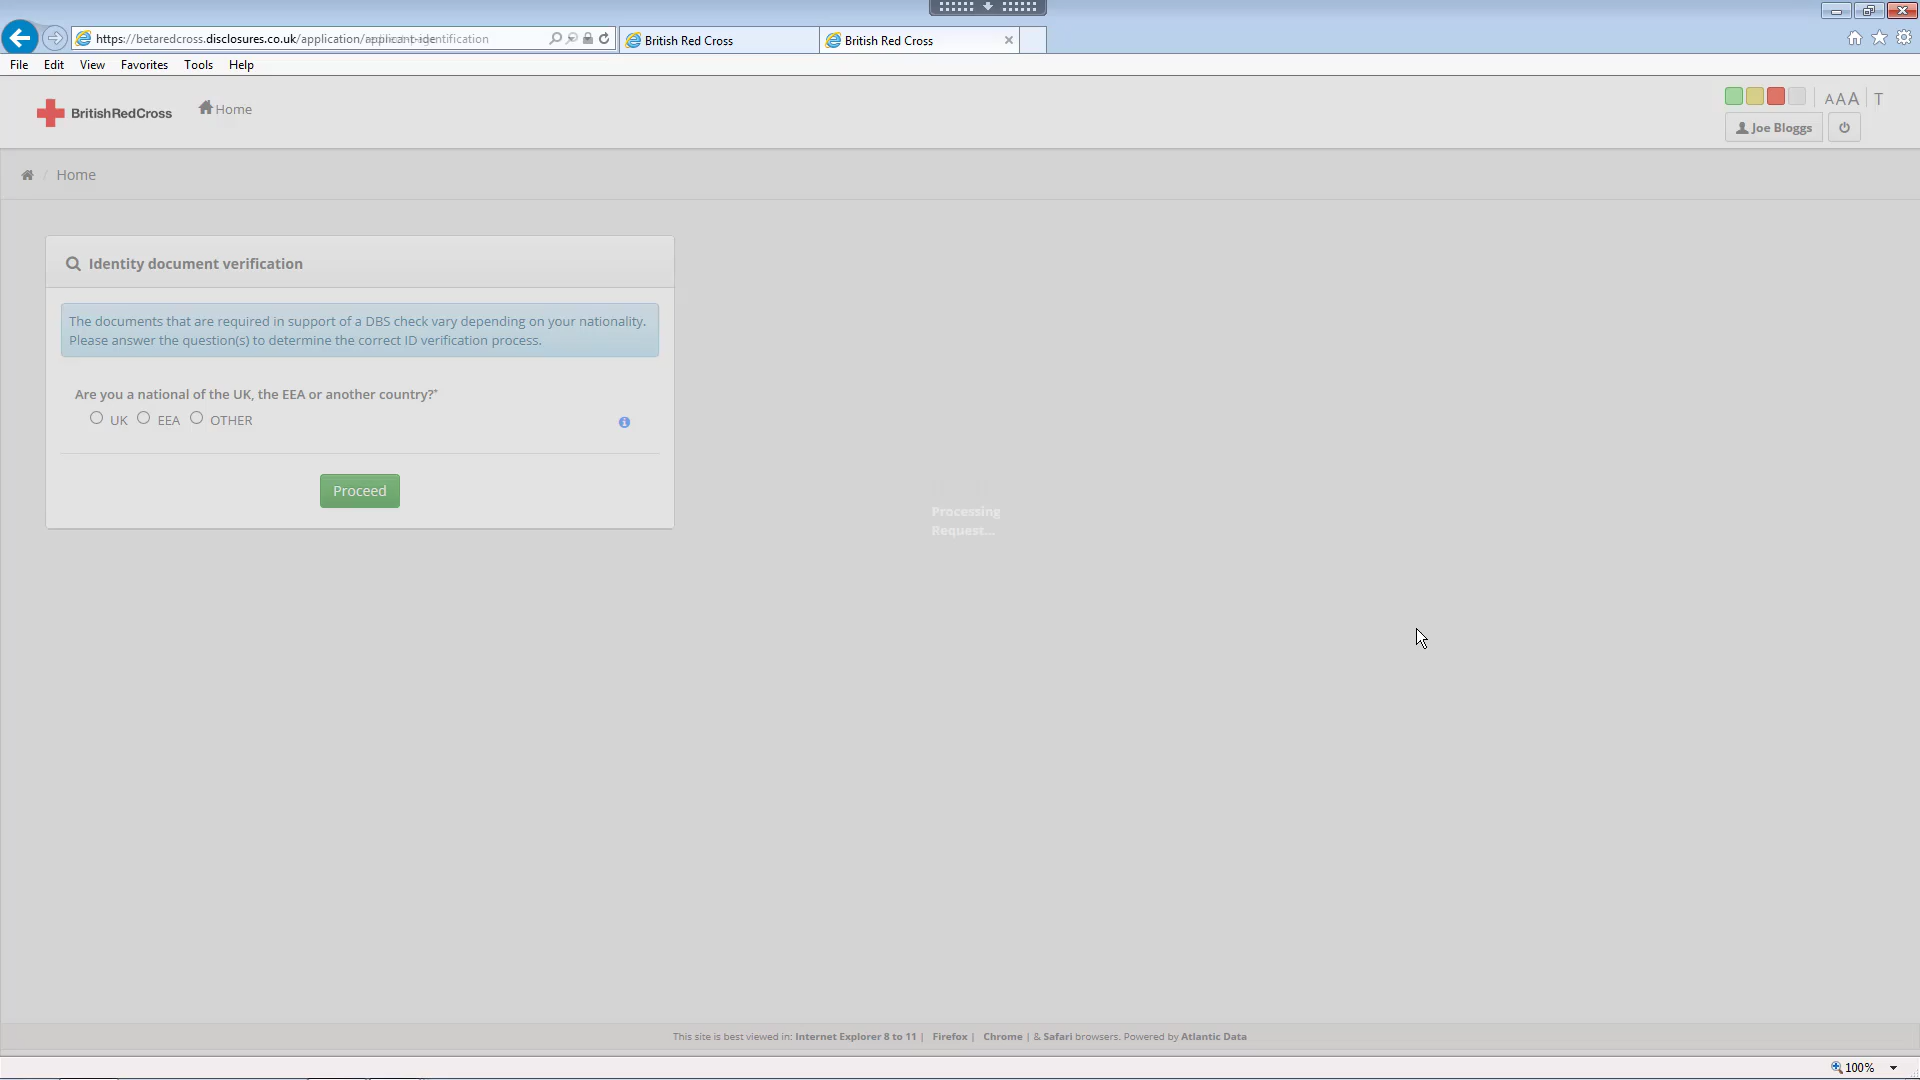 https://betaredcross.disclosures.co.uk/application/
British Red Cross
British Red Cross
File Edit View Favorites Tools Help
BritishRedCross
Home
A A A T
Joe Bloggs
/ Home
Identity document verification
The documents that are required in support of a DBS check vary depending on your nationality.
Please answer the question(s) to determine the correct ID verification process.
Are you a national of the UK, the EEA or another country?*
UK EEA OTHER
Proceed
Processing
Request...
This site is best viewed in: Internet Explorer 8 to 11 | Firefox | Chrome | & Safari browsers. Powered by Atlantic Data
100%